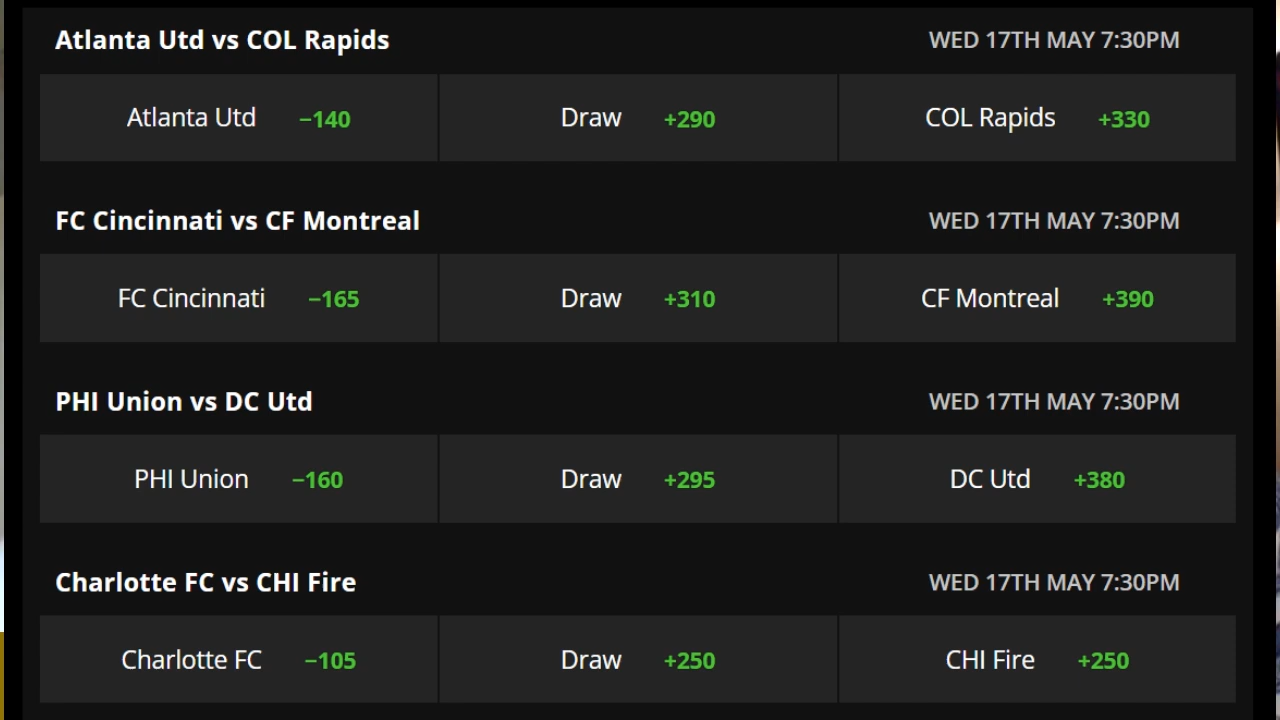 Atlanta Utd vs COL Rapids WED 17TH MAY 7:30PM
Atlanta Utd −140 Draw +290 COL Rapids +330
FC Cincinnati vs CF Montreal WED 17TH MAY 7:30PM
FC Cincinnati −165 Draw +310 CF Montreal +390
PHI Union vs DC Utd WED 17TH MAY 7:30PM
PHI Union −160 Draw +295 DC Utd +380
Charlotte FC vs CHI Fire WED 17TH MAY 7:30PM
Charlotte FC −105 Draw +250 CHI Fire +250